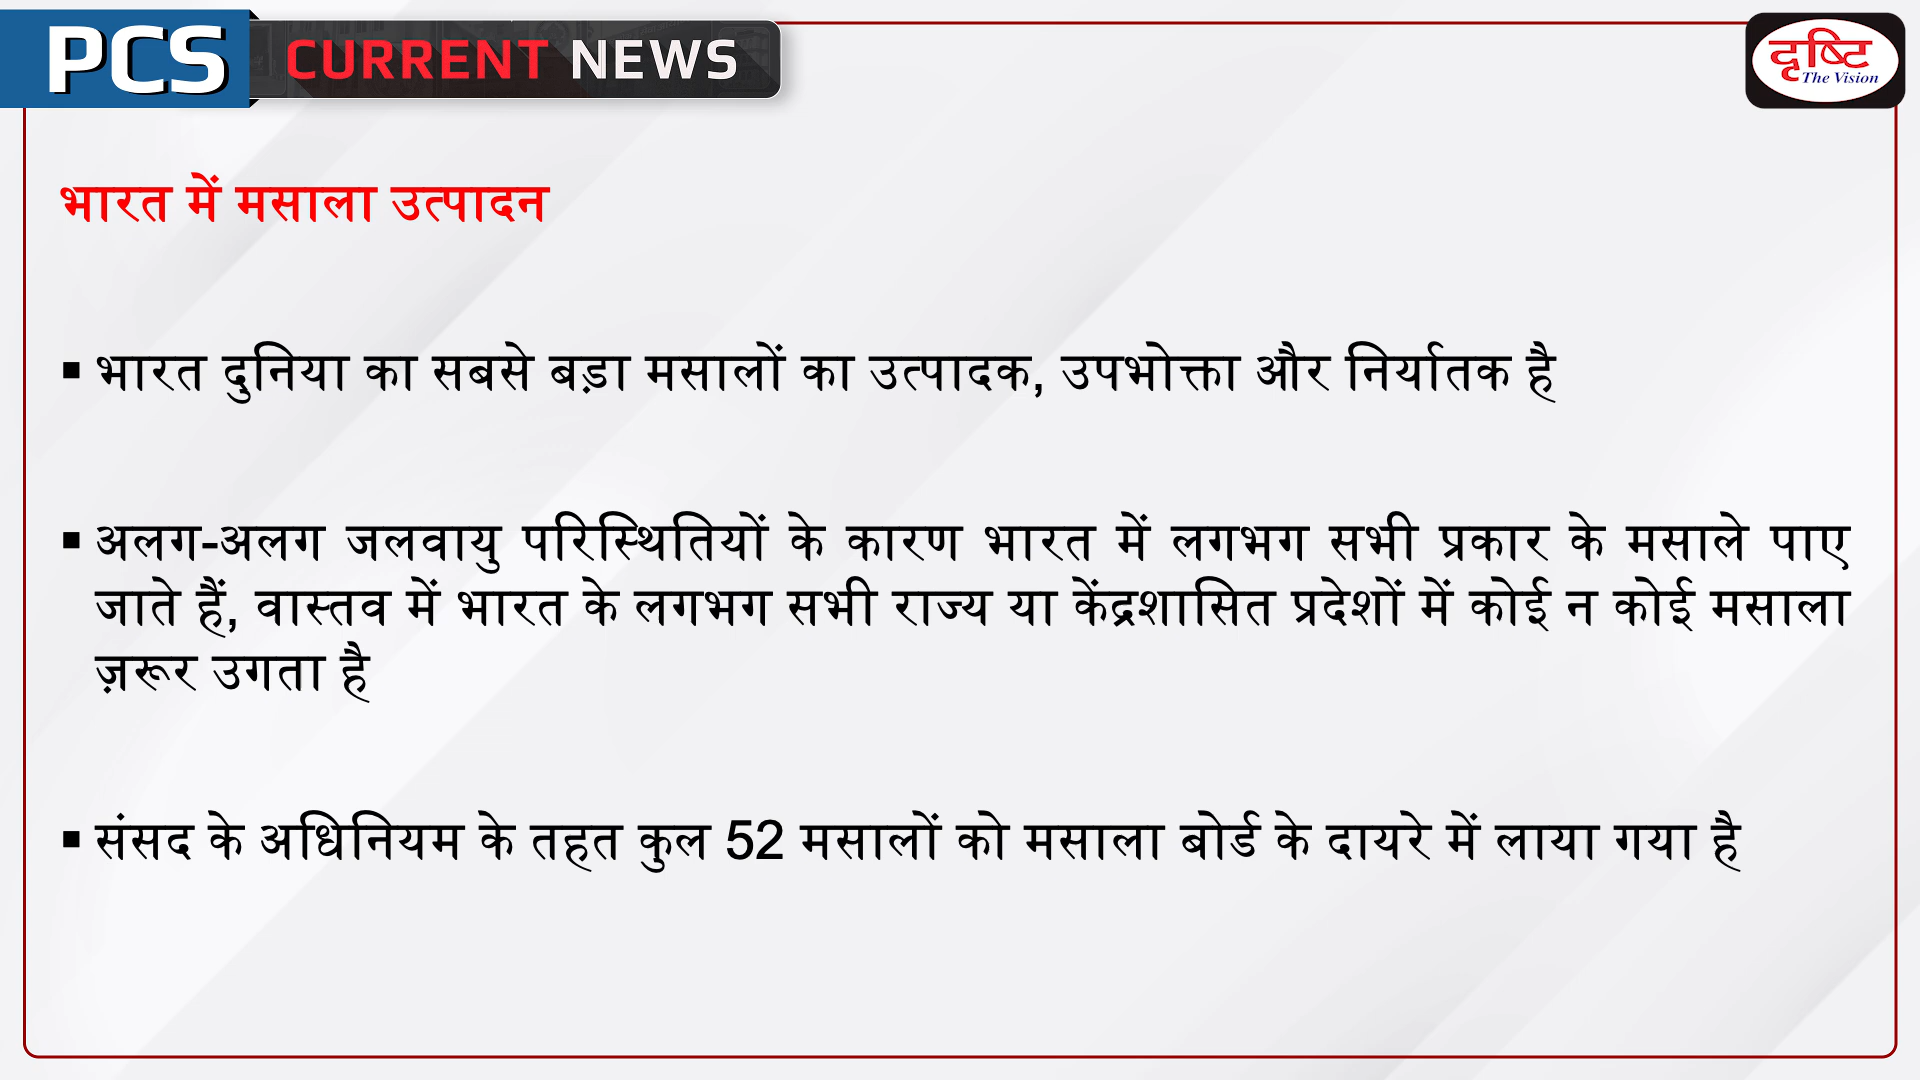 PCS CURRENT NEWS
दृष्टि
The Vision
भारत में मसाला उत्पादन
▪ भारत दुनिया का सबसे बड़ा मसालों का उत्पादक, उपभोक्ता और निर्यातक है
▪ अलग-अलग जलवायु परिस्थितियों के कारण भारत में लगभग सभी प्रकार के मसाले पाए
जाते हैं, वास्तव में भारत के लगभग सभी राज्य या केंद्रशासित प्रदेशों में कोई न कोई मसाला
ज़रूर उगता है
▪ संसद के अधिनियम के तहत कुल 52 मसालों को मसाला बोर्ड के दायरे में लाया गया है